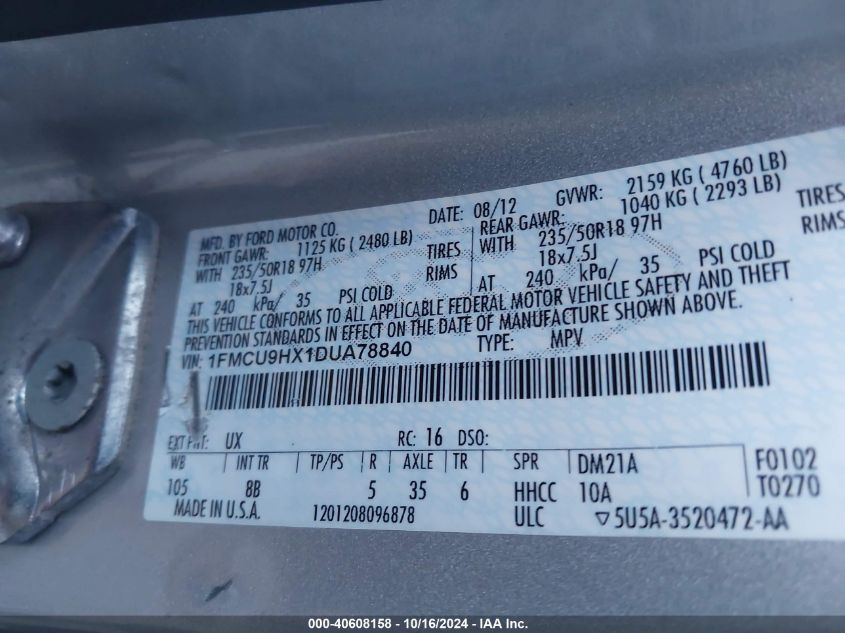 MFD. BY FORD MOTOR CO. DATE: 08/12 GVWR: 2159 KG ( 4760 LB)
FRONT GAWR: 1125 KG ( 2480 LB) REAR GAWR: 1040 KG ( 2293 LB)
WITH 235/50R18 97H TIRES WITH 235/50R18 97H TIRES
18x7.5J RIMS 18x7.5J RIMS
AT 240 kPa/ 35 PSI COLD AT 240 kPa/ 35 PSI COLD
THIS VEHICLE CONFORMS TO ALL APPLICABLE FEDERAL MOTOR VEHICLE SAFETY AND THEFT
PREVENTION STANDARDS IN EFFECT ON THE DATE OF MANUFACTURE SHOWN ABOVE.
VIN: 1FMCU9HX1DUA78840 TYPE: MPV
EXT PNT: UX RC: 16 DSO:
WB INT TR TP/PS R AXLE TR SPR DM21A F0102
105 8B 5 35 6 HHCC 10A T0270
MADE IN U.S.A. 1201208096878 ULC ▽5U5A-3520472-AA
000-40608158 - 10/16/2024 - IAA Inc.